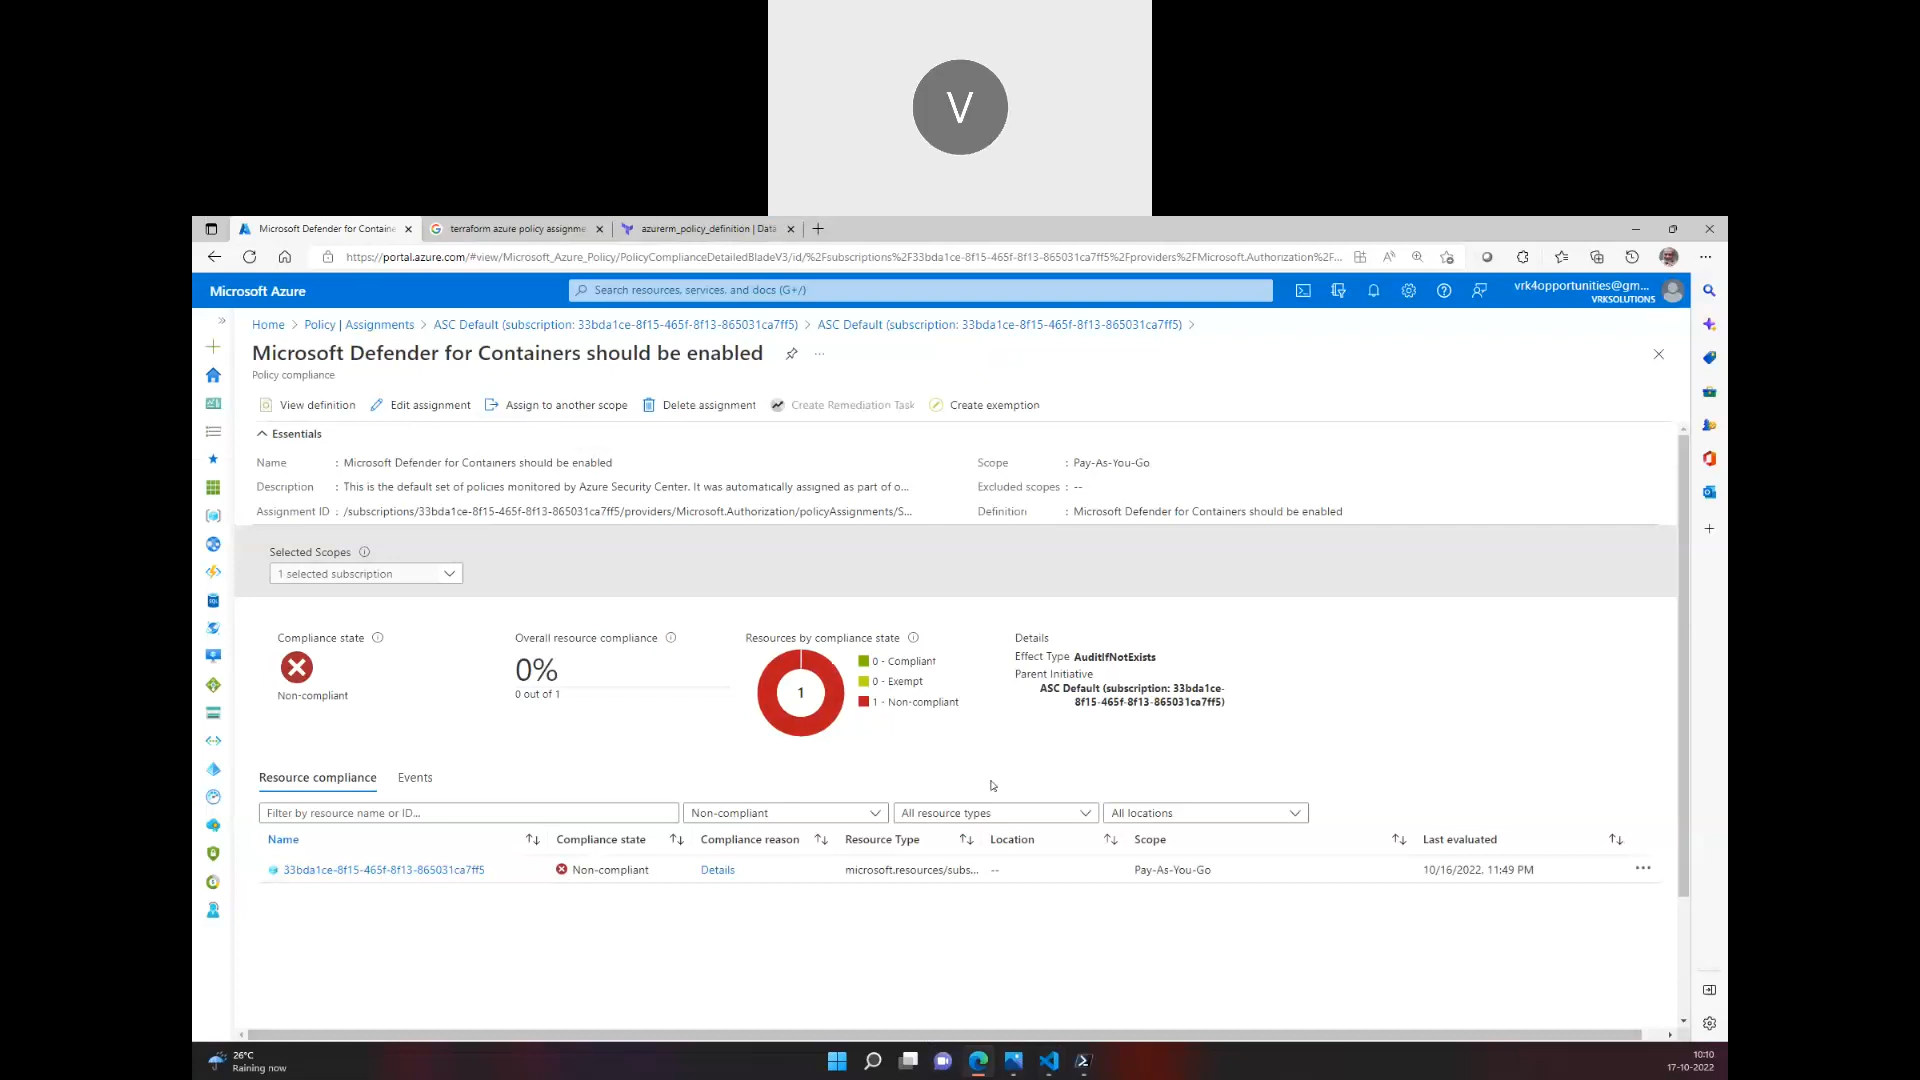 V
Microsoft Defender for Containe
terraform azure policy assignme
azurerm_policy_definition | Data
https://portal.azure.com/#view/Microsoft_Azure_Policy/PolicyComplianceDetailedBladeV3/id/%2Fsubscriptions%2F33bda1ce-8f15-465f-8f13-865031ca7ff5%2Fproviders%2FMicrosoft.Authorization%2F...
Microsoft Azure
Search resources, services, and docs (G+/)
vrk4opportunities@gm...
VRKSOLUTIONS
Home > Policy | Assignments > ASC Default (subscription: 33bda1ce-8f15-465f-8f13-865031ca7ff5) > ASC Default (subscription: 33bda1ce-8f15-465f-8f13-865031ca7ff5) >
Microsoft Defender for Containers should be enabled ...
Policy compliance
View definition Edit assignment Assign to another scope Delete assignment Create Remediation Task Create exemption
Essentials
Name : Microsoft Defender for Containers should be enabled
Scope : Pay-As-You-Go
Description : This is the default set of policies monitored by Azure Security Center. It was automatically assigned as part of o...
Excluded scopes : --
Assignment ID : /subscriptions/33bda1ce-8f15-465f-8f13-865031ca7ff5/providers/Microsoft.Authorization/policyAssignments/S...
Definition : Microsoft Defender for Containers should be enabled
Selected Scopes
1 selected subscription
Compliance state
Non-compliant
Overall resource compliance
0%
0 out of 1
Resources by compliance state
1
0 - Compliant
0 - Exempt
1 - Non-compliant
Details
Effect Type AuditIfNotExists
Parent Initiative
ASC Default (subscription: 33bda1ce-
8f15-465f-8f13-865031ca7ff5)
Resource compliance Events
Filter by resource name or ID... Non-compliant All resource types All locations
Name Compliance state Compliance reason Resource Type Location Scope Last evaluated
33bda1ce-8f15-465f-8f13-865031ca7ff5 Non-compliant Details microsoft.resources/subs... -- Pay-As-You-Go 10/16/2022, 11:49 PM ...
26°C
Raining now
10:10
17-10-2022